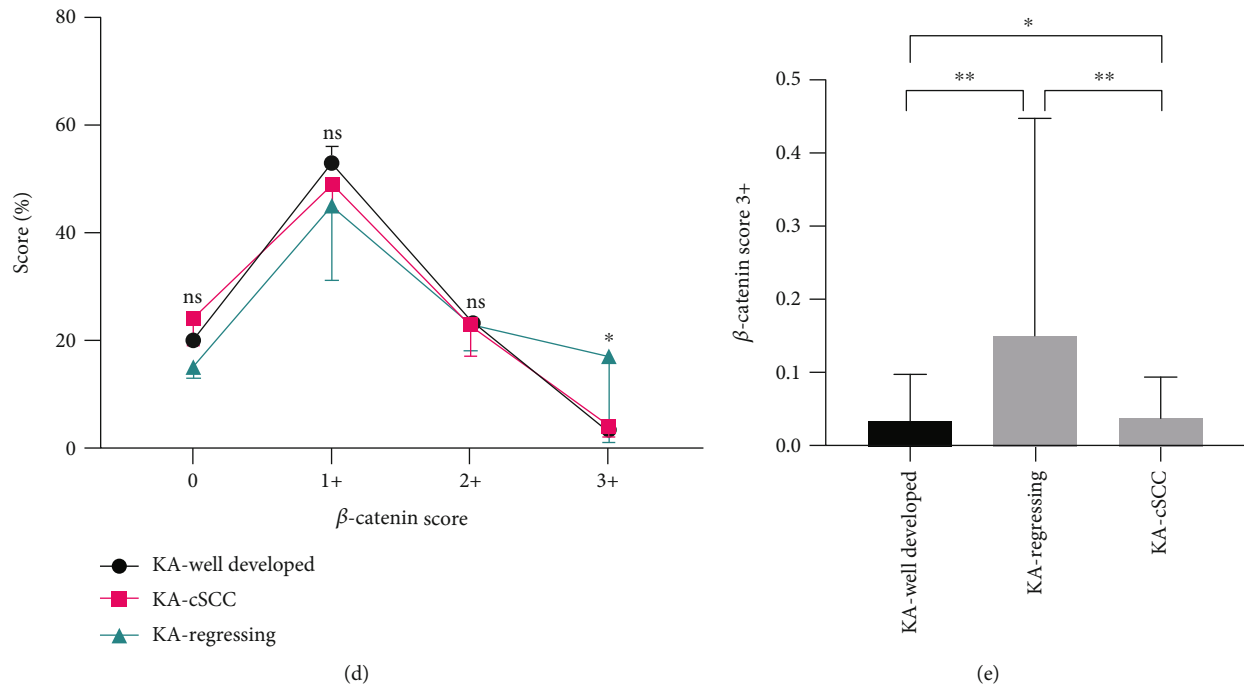 80
60
40
20
0
Score (%)
ns
ns
ns
*
0
1+
2+
3+
β-catenin score
KA-well developed
KA-cSCC
KA-regressing
(d)
*
**
**
0.5
0.4
0.3
0.2
0.1
0.0
β-catenin score 3+
KA-well developed
KA-regressing
KA-cSCC
(e)